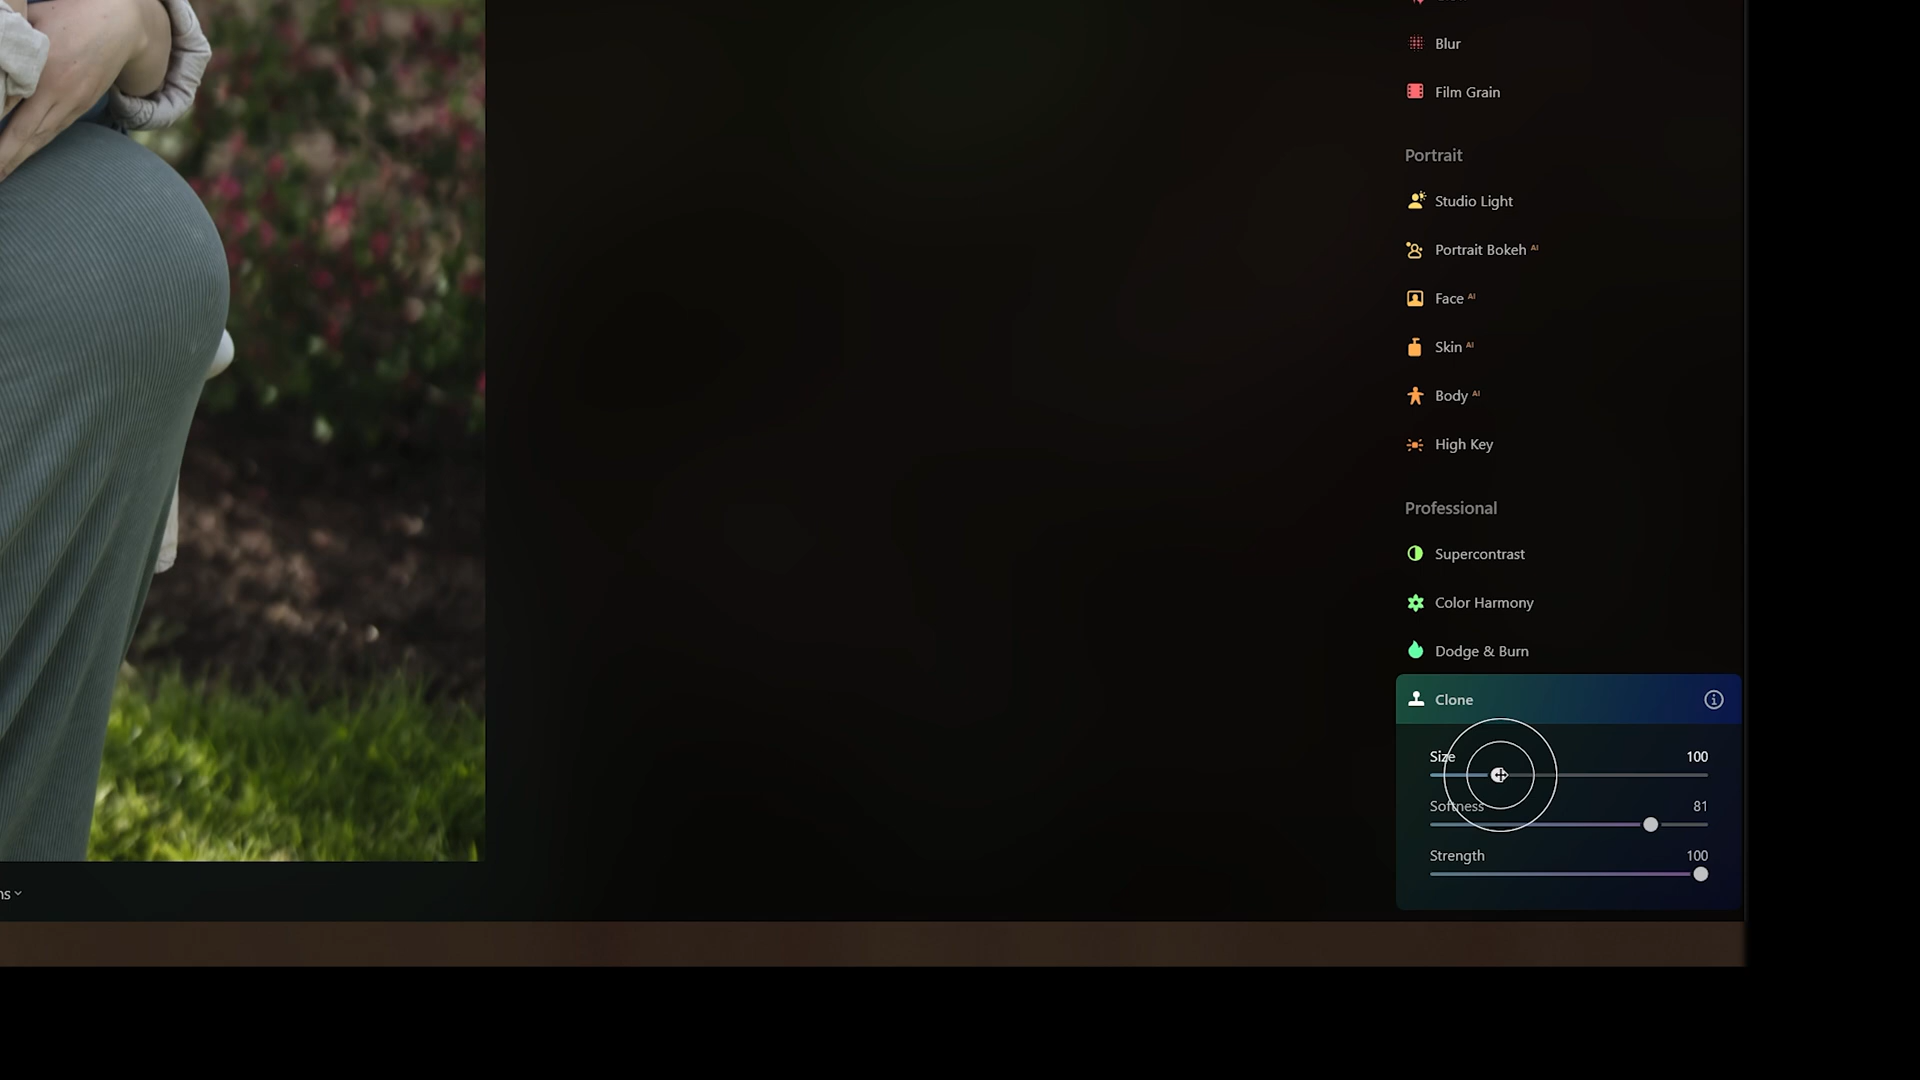 Blur
Film Grain
Portrait
Studio Light
Portrait Bokeh AI
Face AI
Skin AI
Body AI
High Key
Professional
Supercontrast
Color Harmony
Dodge & Burn
Clone
Size 100
Softness 81
Strength 100
ns